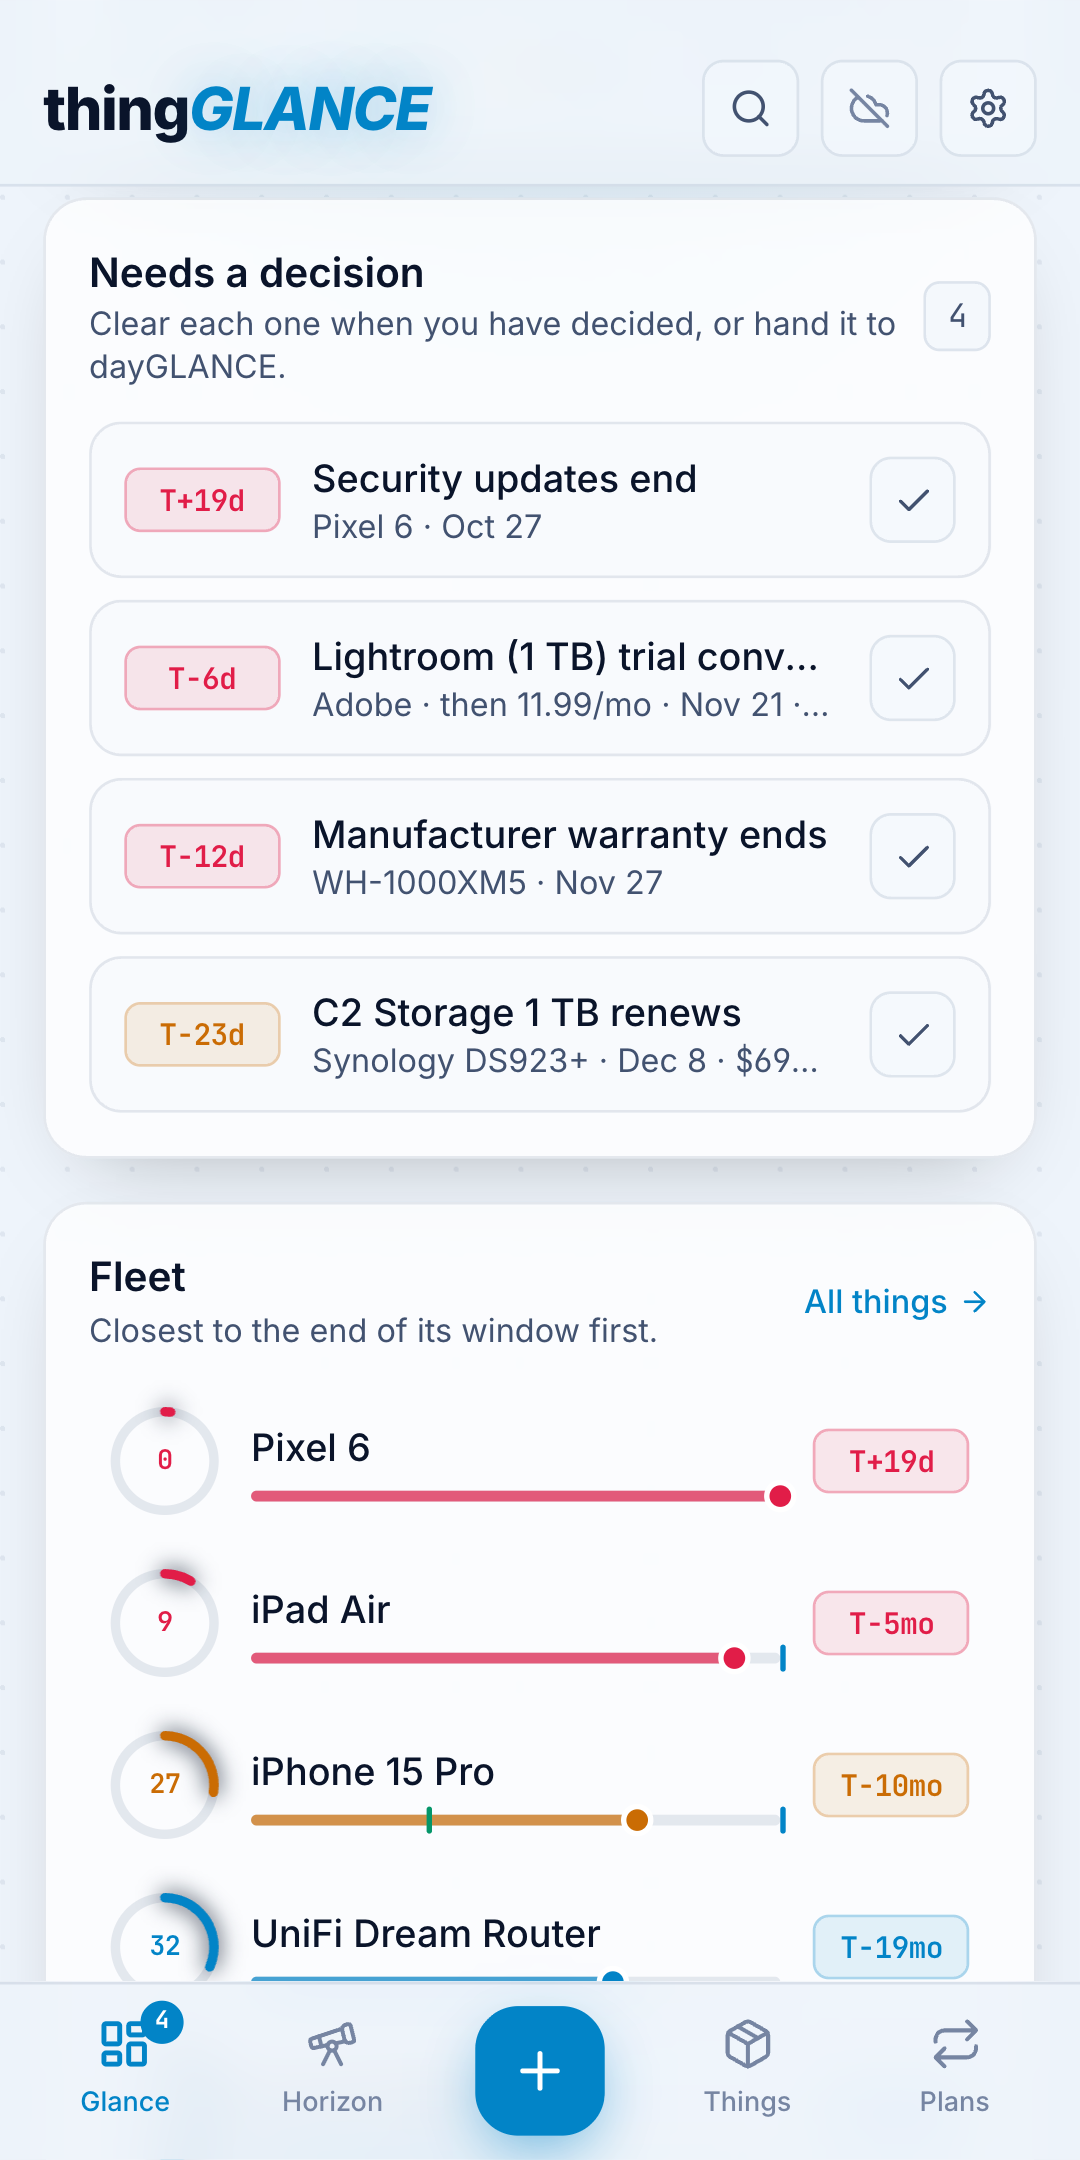 thingGLANCE
Needs a decision
Clear each one when you have decided, or hand it to
dayGLANCE.
4
T+19d
Security updates end
Pixel 6 · Oct 27
T-6d
Lightroom (1 TB) trial conv...
Adobe · then 11.99/mo · Nov 21 ·...
T-12d
Manufacturer warranty ends
WH-1000XM5 · Nov 27
T-23d
C2 Storage 1 TB renews
Synology DS923+ · Dec 8 · $69...
Fleet
Closest to the end of its window first.
All things →
0
Pixel 6
T+19d
9
iPad Air
T-5mo
27
iPhone 15 Pro
T-10mo
32
UniFi Dream Router
T-19mo
4
Glance
Horizon
Things
Plans